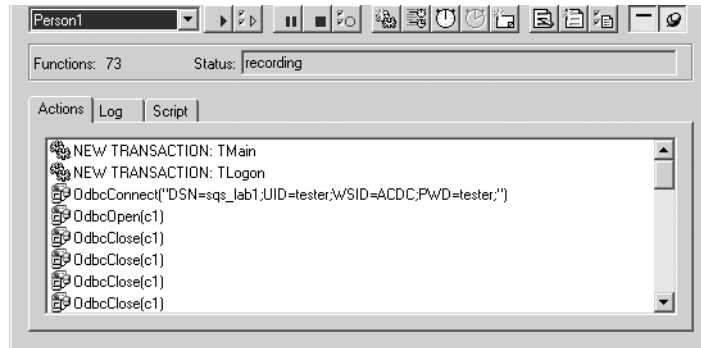 Person1
Functions: 73 Status: recording
Actions Log Script
NEW TRANSACTION: TMain
NEW TRANSACTION: TLogon
OdbcConnect("DSN=sqs_lab1;UID=tester;WSID=ACDC;PWD=tester;")
OdbcOpen(c1)
OdbcClose(c1)
OdbcClose(c1)
OdbcClose(c1)
OdbcClose(c1)